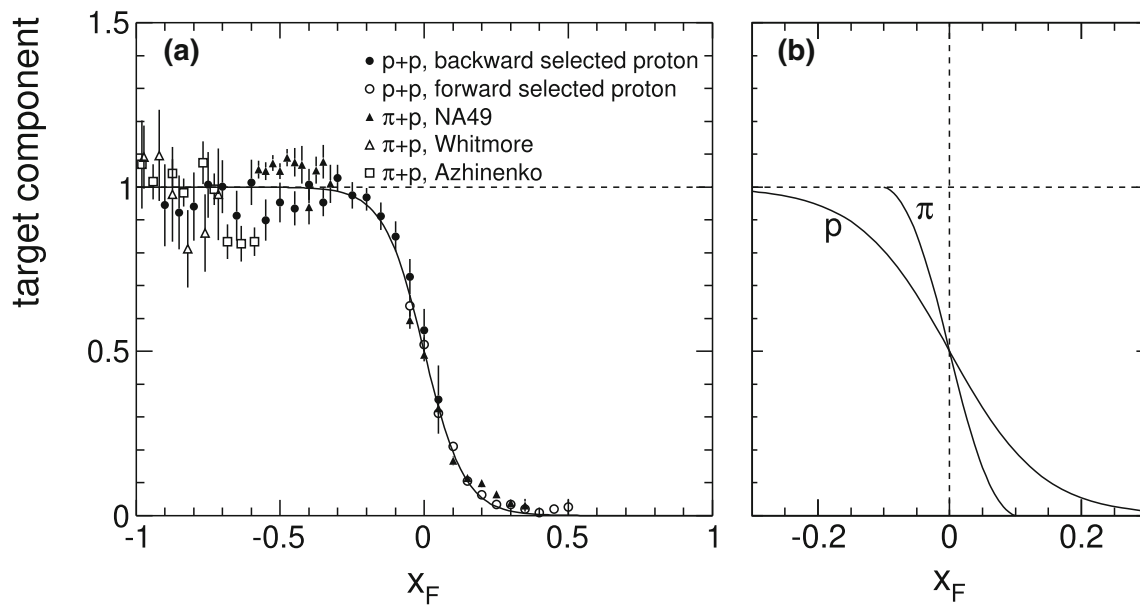 target component
1.5
1
0.5
0
(a)
p+p, backward selected proton
p+p, forward selected proton
π+p, NA49
π+p, Whitmore
π+p, Azhinenko
-1
-0.5
0
0.5
1
x_F
(b)
π
p
-0.2
0
0.2
x_F